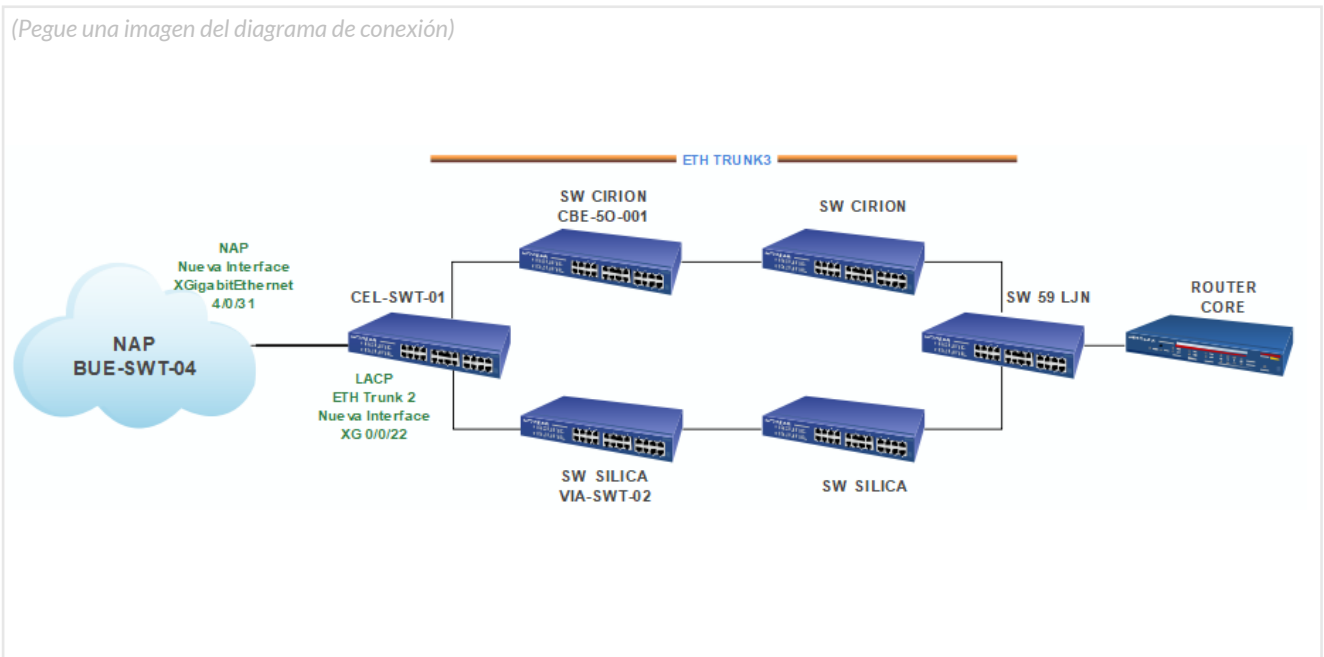 (Pegue una imagen del diagrama de conexión)
ETH TRUNK3
SW CIRION
CBE-5O-001
SW CIRION
NAP
Nueva Interface
XGigabitEthernet
4/0/31
CEL-SWT-01
SW 59 LJN
ROUTER
CORE
NAP
BUE-SWT-04
LACP
ETH Trunk 2
Nueva Interface
XG 0/0/22
SW SILICA
VIA-SWT-02
SW SILICA